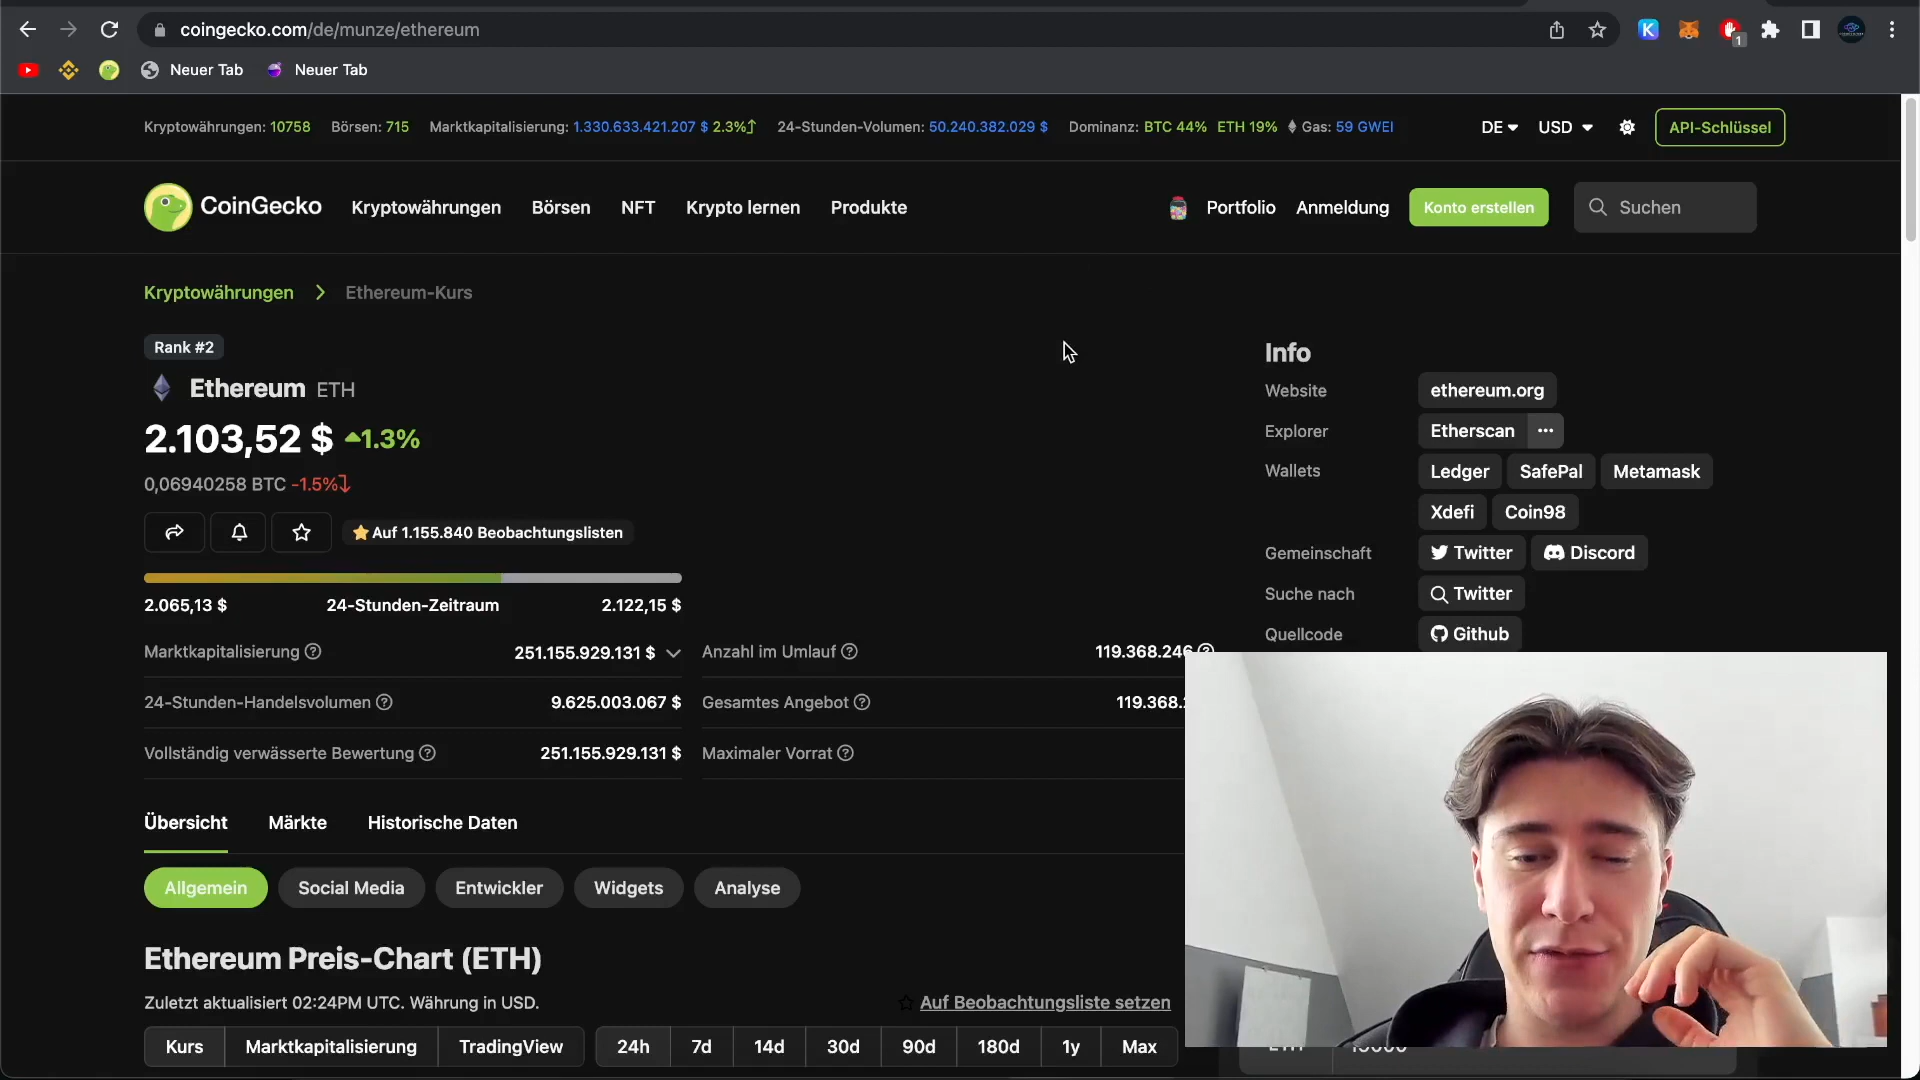 coingecko.com/de/munze/ethereum
K
1
Neuer Tab
Neuer Tab
Kryptowährungen: 10758 Börsen: 715 Marktkapitalisierung: 1.330.633.421.207 $ 2.3% 24-Stunden-Volumen: 50.240.382.029 $ Dominanz: BTC 44% ETH 19% Gas: 59 GWEI DE USD API-Schlüssel
CoinGecko Kryptowährungen Börsen NFT Krypto lernen Produkte Portfolio Anmeldung Konto erstellen Suchen
Kryptowährungen > Ethereum-Kurs
Rank #2
Ethereum ETH
2.103,52 $ 1.3%
0,06940258 BTC -1.5%
Auf 1.155.840 Beobachtungslisten
2.065,13 $ 24-Stunden-Zeitraum 2.122,15 $
Marktkapitalisierung 251.155.929.131 $
24-Stunden-Handelsvolumen 9.625.003.067 $
Vollständig verwässerte Bewertung 251.155.929.131 $
Anzahl im Umlauf 119.368.246
Gesamtes Angebot 119.368.
Maximaler Vorrat
Info
Website ethereum.org
Explorer Etherscan ...
Wallets Ledger SafePal Metamask
Xdefi Coin98
Gemeinschaft Twitter Discord
Suche nach Twitter
Quellcode Github
Übersicht Märkte Historische Daten
Allgemein Social Media Entwickler Widgets Analyse
Ethereum Preis-Chart (ETH)
Zuletzt aktualisiert 02:24PM UTC. Währung in USD.
Auf Beobachtungsliste setzen
Kurs Marktkapitalisierung TradingView 24h 7d 14d 30d 90d 180d 1y Max